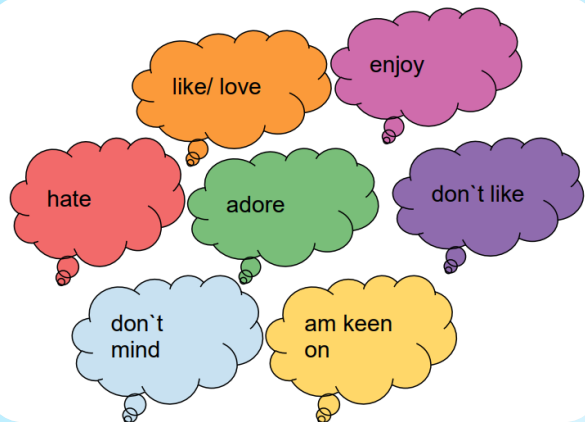 like/ love
enjoy
hate
adore
don`t like
don`t
mind
am keen
on